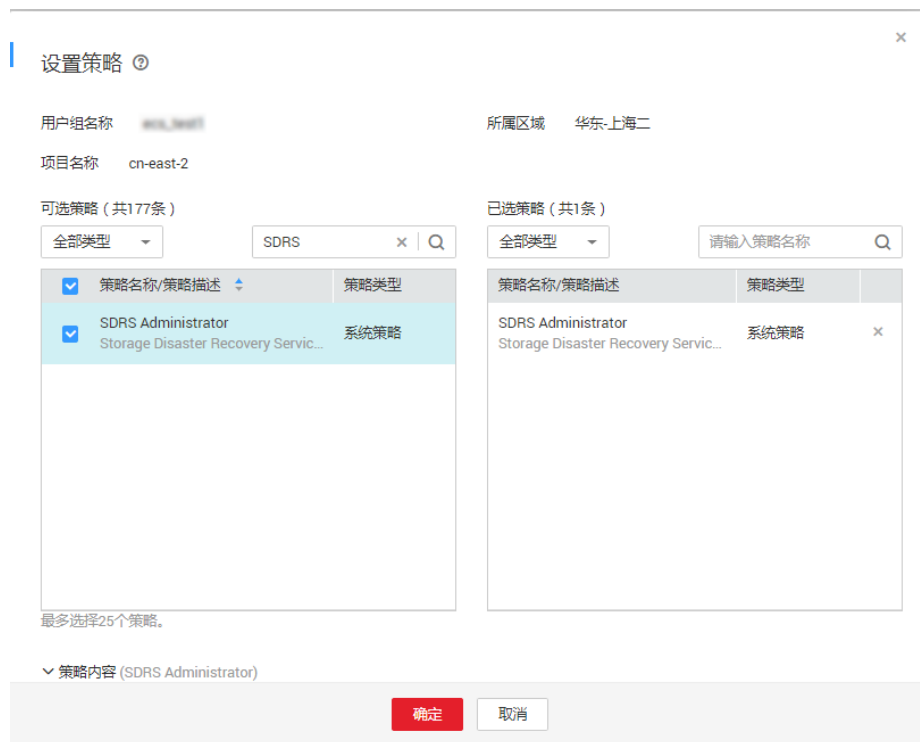 设置策略
用户组名称
所属区域 华东-上海二
项目名称 cn-east-2
可选策略（共177条）
已选策略（共1条）
全部类型 SDRS
全部类型 请输入策略名称
策略名称/策略描述 策略类型
策略名称/策略描述 策略类型
SDRS Administrator
Storage Disaster Recovery Servic...
系统策略
SDRS Administrator
Storage Disaster Recovery Servic...
系统策略
最多选择25个策略。
策略内容 (SDRS Administrator)
确定 取消